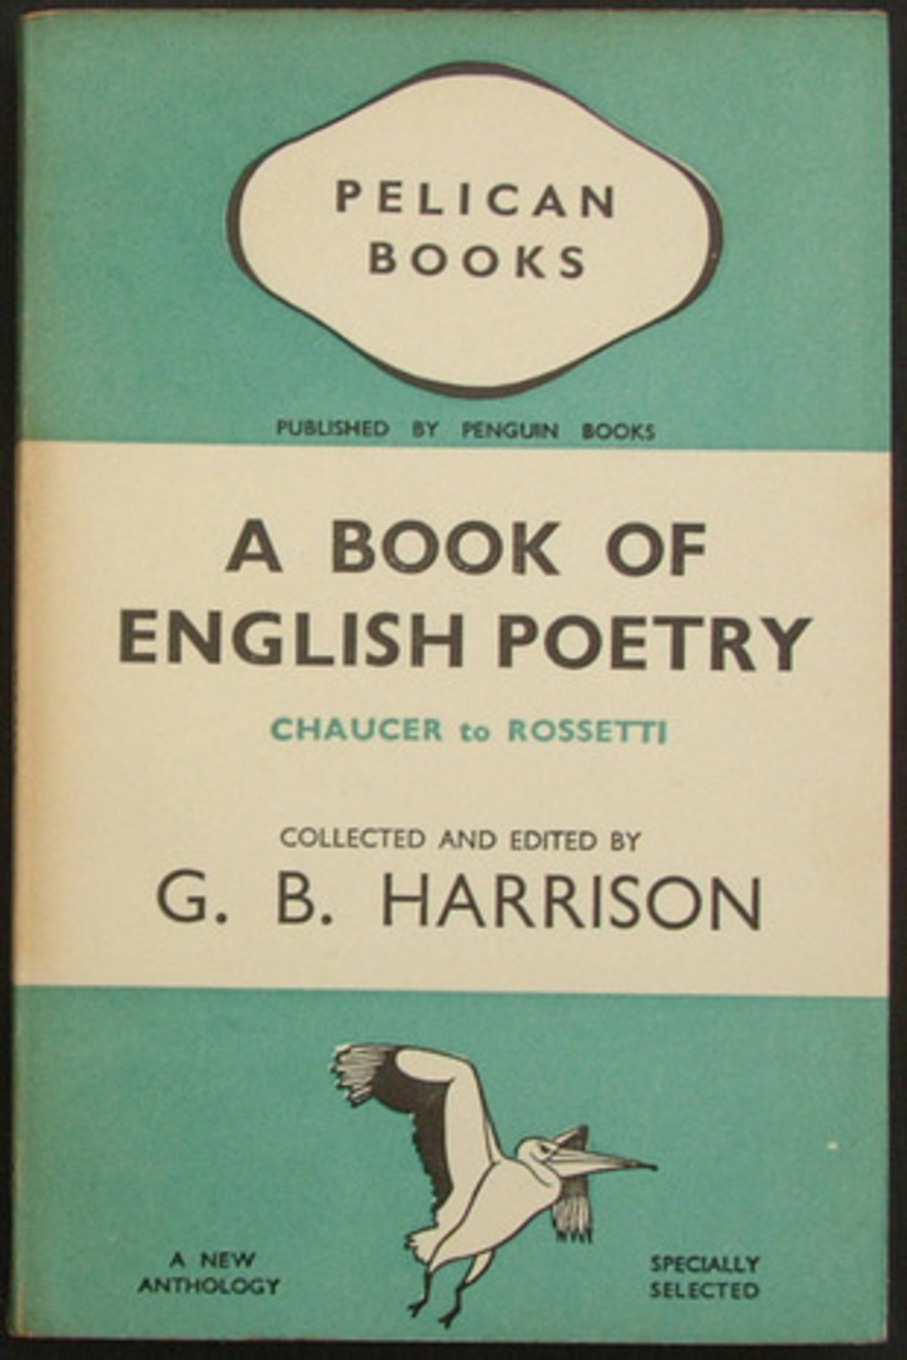 PELICAN
BOOKS
PUBLISHED BY PENGUIN BOOKS
A BOOK OF
ENGLISH POETRY
CHAUCER to ROSSETTI
COLLECTED AND EDITED BY
G. B. HARRISON
A NEW
ANTHOLOGY
SPECIALLY
SELECTED